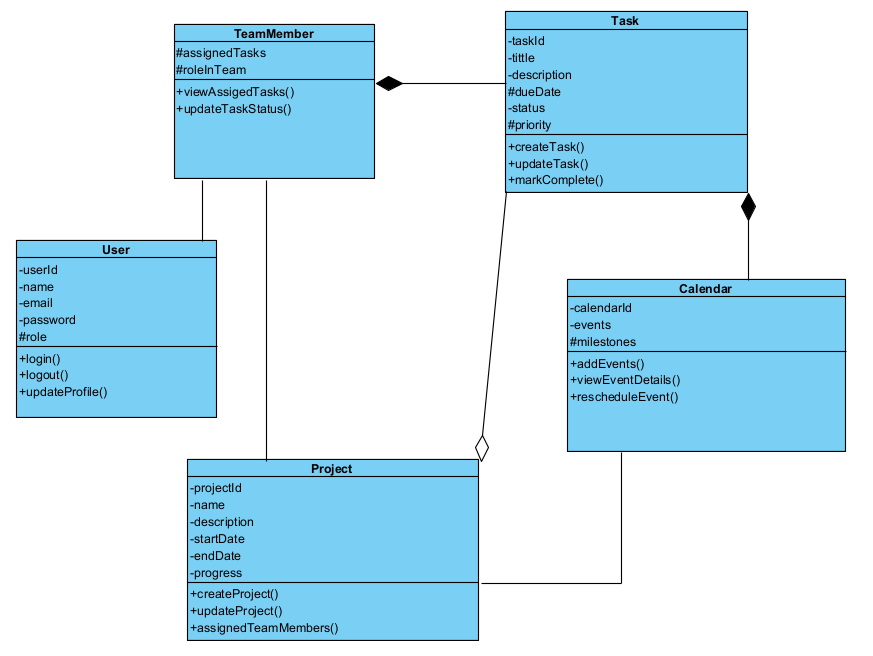 TeamMember
#assignedTasks
#roleInTeam
+viewAssigedTasks()
+updateTaskStatus()
Task
-taskId
-tittle
-description
#dueDate
-status
#priority
+createTask()
+updateTask()
+markComplete()
User
-userId
-name
-email
-password
#role
+login()
+logout()
+updateProfile()
Calendar
-calendarId
-events
#milestones
+addEvents()
+viewEventDetails()
+rescheduleEvent()
Project
-projectId
-name
-description
-startDate
-endDate
-progress
+createProject()
+updateProject()
+assignedTeamMembers()